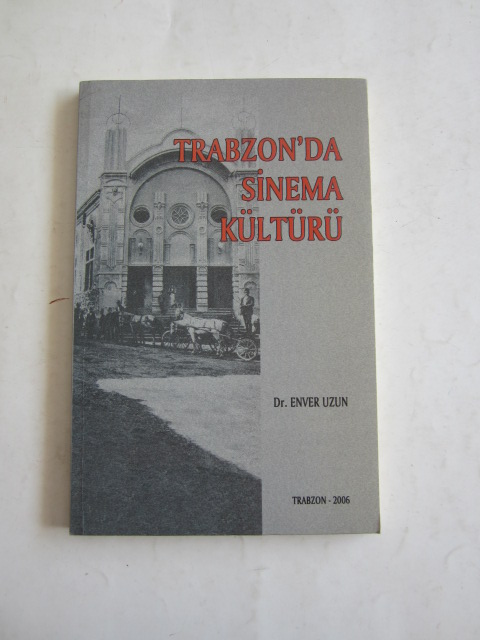 TRABZON'DA
SİNEMA
KÜLTÜRÜ
Dr. ENVER UZUN
TRABZON - 2006